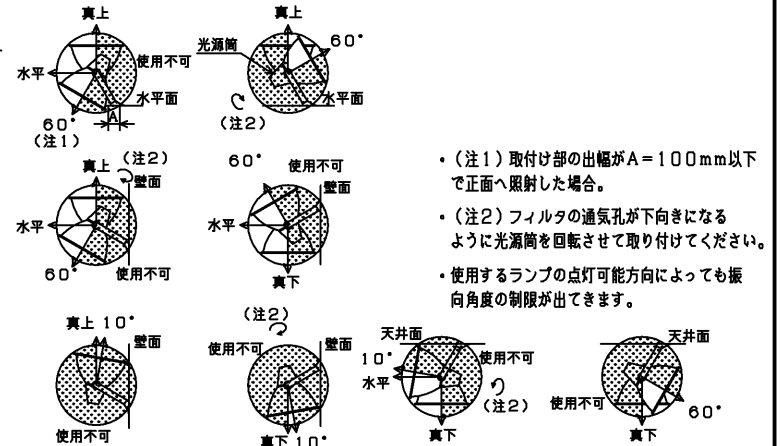 真上
真上
光源筒
60°
使用不可
水平
水平面
水平面
A
60°
(注1)
(注2)
・(注1)取付け部の出幅がA=100mm以下
で正面へ照射した場合。
・(注2)フィルタの通気孔が下向きになる
ように光源筒を回転させて取り付けてください。
・使用するランプの点灯可能方向によっても振
向角度の制限が出てきます。
真上
(注2)
壁面
水平
60°
使用不可
60°
使用不可
壁面
水平
真下
真上 10°
壁面
使用不可
(注2)
壁面
使用不可
真下 10°
天井面
10°
水平
使用不可
(注2)
真下
天井面
使用不可
60°
真下